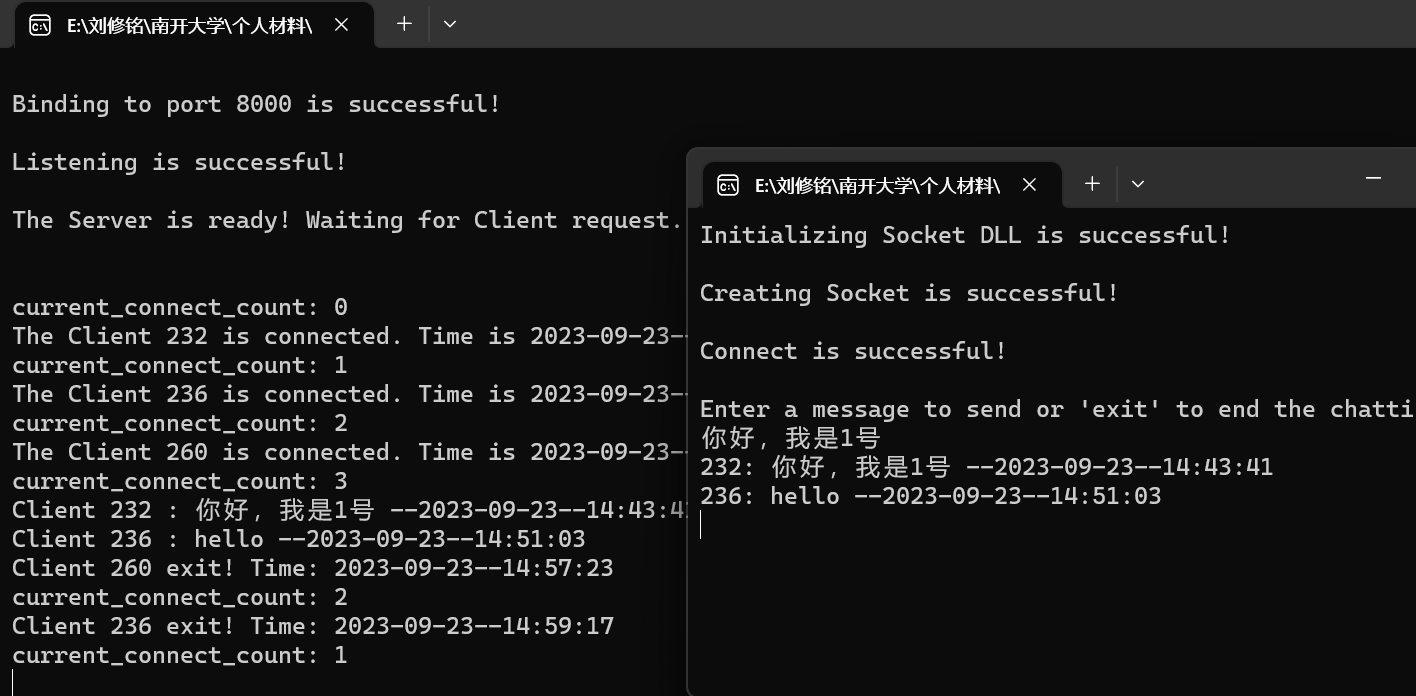 E:\刘修铭\南开大学\个人材料\
Binding to port 8000 is successful!
Listening is successful!
The Server is ready! Waiting for Client request.
current_connect_count: 0
The Client 232 is connected. Time is 2023-09-23-
current_connect_count: 1
The Client 236 is connected. Time is 2023-09-23-
current_connect_count: 2
The Client 260 is connected. Time is 2023-09-23-
current_connect_count: 3
Client 232 : 你好，我是1号 --2023-09-23--14:43:4
Client 236 : hello --2023-09-23--14:51:03
Client 260 exit! Time: 2023-09-23--14:57:23
current_connect_count: 2
Client 236 exit! Time: 2023-09-23--14:59:17
current_connect_count: 1
E:\刘修铭\南开大学\个人材料\
Initializing Socket DLL is successful!
Creating Socket is successful!
Connect is successful!
Enter a message to send or 'exit' to end the chatti
你好，我是1号
232: 你好，我是1号 --2023-09-23--14:43:41
236: hello --2023-09-23--14:51:03